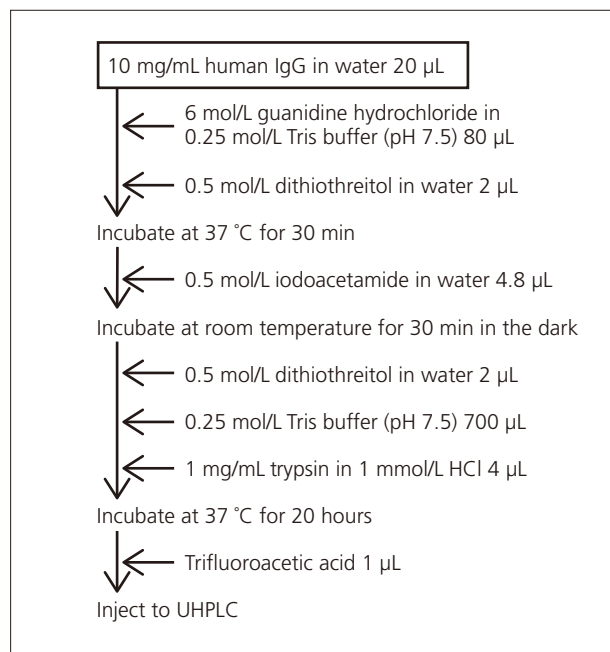 10 mg/mL human IgG in water 20 µL
6 mol/L guanidine hydrochloride in
0.25 mol/L Tris buffer (pH 7.5) 80 µL
0.5 mol/L dithiothreitol in water 2 µL
Incubate at 37 ˚C for 30 min
0.5 mol/L iodoacetamide in water 4.8 µL
Incubate at room temperature for 30 min in the dark
0.5 mol/L dithiothreitol in water 2 µL
0.25 mol/L Tris buffer (pH 7.5) 700 µL
1 mg/mL trypsin in 1 mmol/L HCl 4 µL
Incubate at 37 ˚C for 20 hours
Trifluoroacetic acid 1 µL
Inject to UHPLC